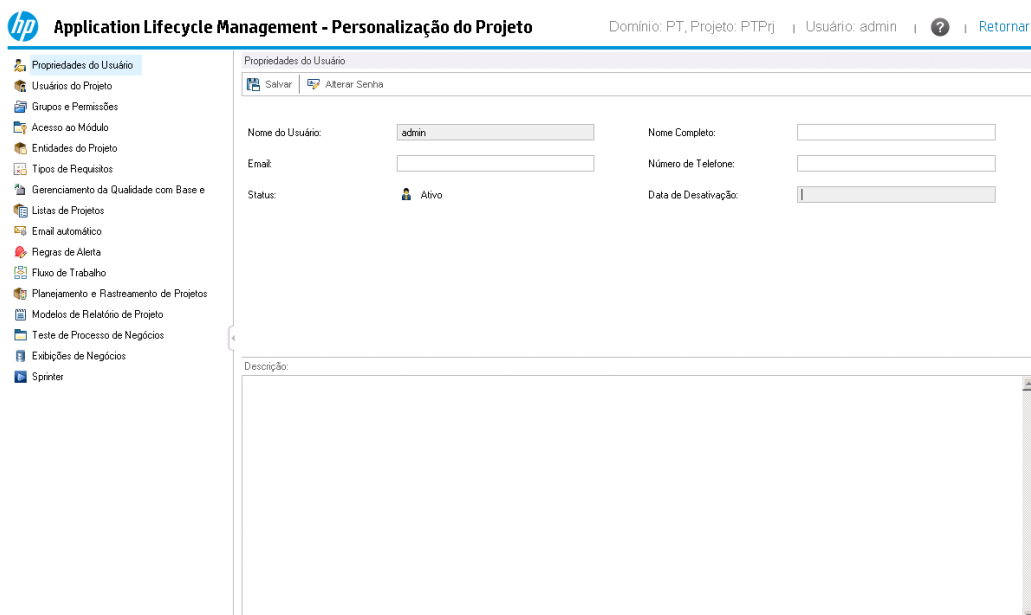 hp Application Lifecycle Management - Personalização do Projeto Domínio: PT, Projeto: PTPrj | Usuário: admin | ? | Retornar
Propriedades do Usuário
Usuários do Projeto
Grupos e Permissões
Acesso ao Módulo
Entidades do Projeto
Tipos de Requisitos
Gerenciamento da Qualidade com Base e
Listas de Projetos
Email automático
Regras de Alerta
Fluxo de Trabalho
Planejamento e Rastreamento de Projetos
Modelos de Relatório de Projeto
Teste de Processo de Negócios
Exibições de Negócios
Sprinter
Propriedades do Usuário
Salvar | Alterar Senha
Nome do Usuário: admin Nome Completo:
Email: Número de Telefone:
Status: Ativo Data de Desativação:
Descrição: